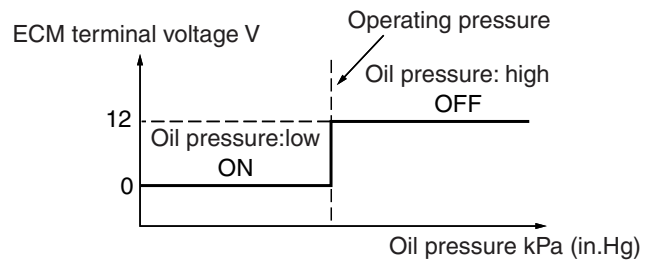 Operating pressure
ECM terminal voltage V
Oil pressure: high
OFF
12
Oil pressure:low
ON
0
Oil pressure kPa (in.Hg)